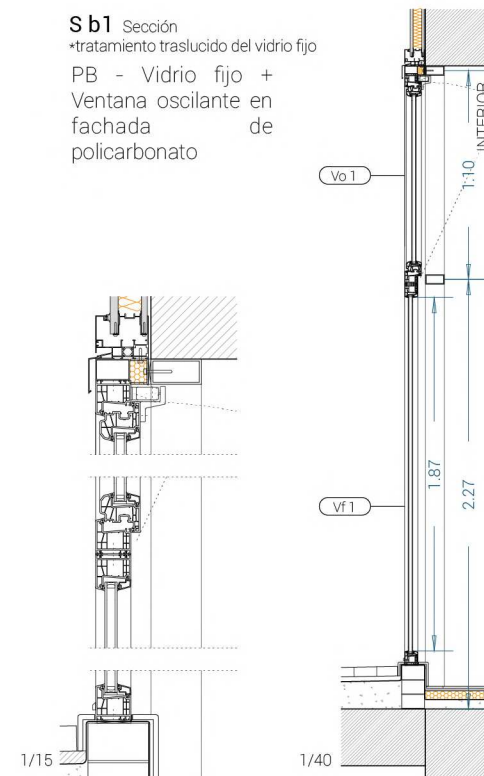 S b1 Sección
*tratamiento traslucido del vidrio fijo
PB - Vidrio fijo +
Ventana oscilante en
fachada de
policarbonato
INTERIOR
1.10
Vo 1
1.87
2.27
Vf 1
1/15
1/40